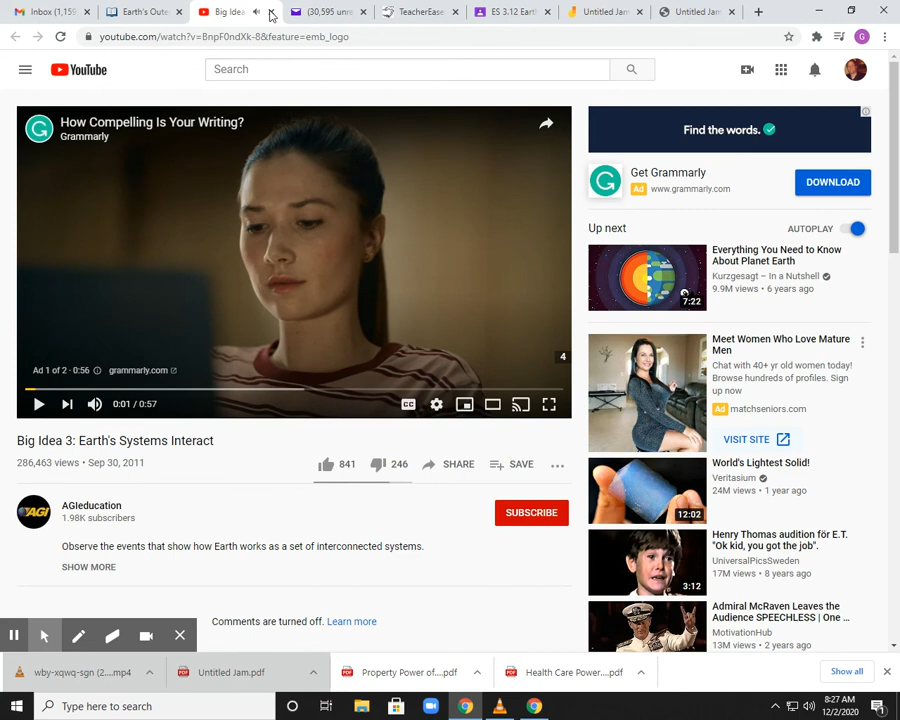 Inbox (1,159
Earth's Oute
Big Idea
(30,595 unre
TeacherEase
ES 3.12 Earth
Untitled Jam
Untitled Jam
youtube.com/watch?v=BnpF0ndXk-8&feature=emb_logo
G
YouTube
Search
How Compelling Is Your Writing?
Grammarly
Ad 1 of 2 · 0:56
grammarly.com
4
0:01 / 0:57
CC
Big Idea 3: Earth's Systems Interact
286,463 views • Sep 30, 2011
841
246
SHARE
SAVE
AGI
AGIeducation
1.98K subscribers
SUBSCRIBE
Observe the events that show how Earth works as a set of interconnected systems.
SHOW MORE
Comments are turned off. Learn more
Find the words.
Get Grammarly
Ad www.grammarly.com
DOWNLOAD
Up next
AUTOPLAY
7:22
Everything You Need to Know
About Planet Earth
Kurzgesagt – In a Nutshell
9.9M views • 6 years ago
Meet Women Who Love Mature
Men
Chat with 40+ yr old women today!
Browse hundreds of profiles. Sign
up now
Ad matchseniors.com
VISIT SITE
12:02
World's Lightest Solid!
Veritasium
24M views • 1 year ago
3:12
Henry Thomas audition för E.T.
"Ok kid, you got the job".
UniversalPicsSweden
17M views • 8 years ago
Admiral McRaven Leaves the
Audience SPEECHLESS | One ...
MotivationHub
13M views • 2 years ago
wby-xqwq-sgn (2....mp4
PDF
Untitled Jam.pdf
PDF
Property Power of....pdf
PDF
Health Care Power....pdf
Show all
Type here to search
8:27 AM
12/2/2020
1